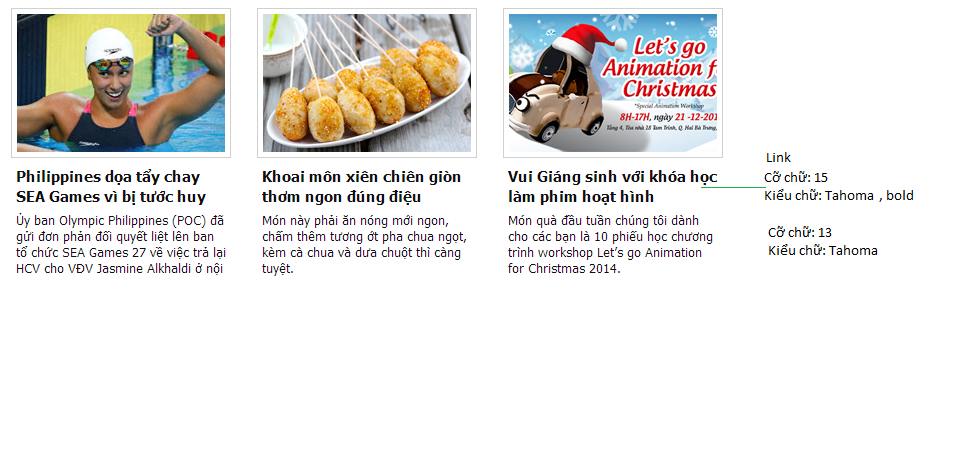 Let's go
Animation f
Christmas
"Special Animation Workshop
8H-17H, ngày 21 -12-201
Tầng 4, Tòa nhà 18 Tam Trinh, Q. Hai Bà Trưng,
Philippines dọa tẩy chay
SEA Games vì bị tước huy
Ủy ban Olympic Philippines (POC) đã
gửi đơn phản đối quyết liệt lên ban
tổ chức SEA Games 27 về việc trả lại
HCV cho VĐV Jasmine Alkhaldi ở nội
Khoai môn xiên chiên giòn
thơm ngon đúng điệu
Món này phải ăn nóng mới ngon,
chấm thêm tương ớt pha chua ngọt,
kèm cà chua và dưa chuột thì càng
tuyệt.
Vui Giáng sinh với khóa học
làm phim hoạt hình
Món quà đầu tuần chúng tôi dành
cho các bạn là 10 phiếu học chương
trình workshop Let's go Animation
for Christmas 2014.
Link
Cỡ chữ: 15
Kiểu chữ: Tahoma , bold
Cỡ chữ: 13
Kiểu chữ: Tahoma